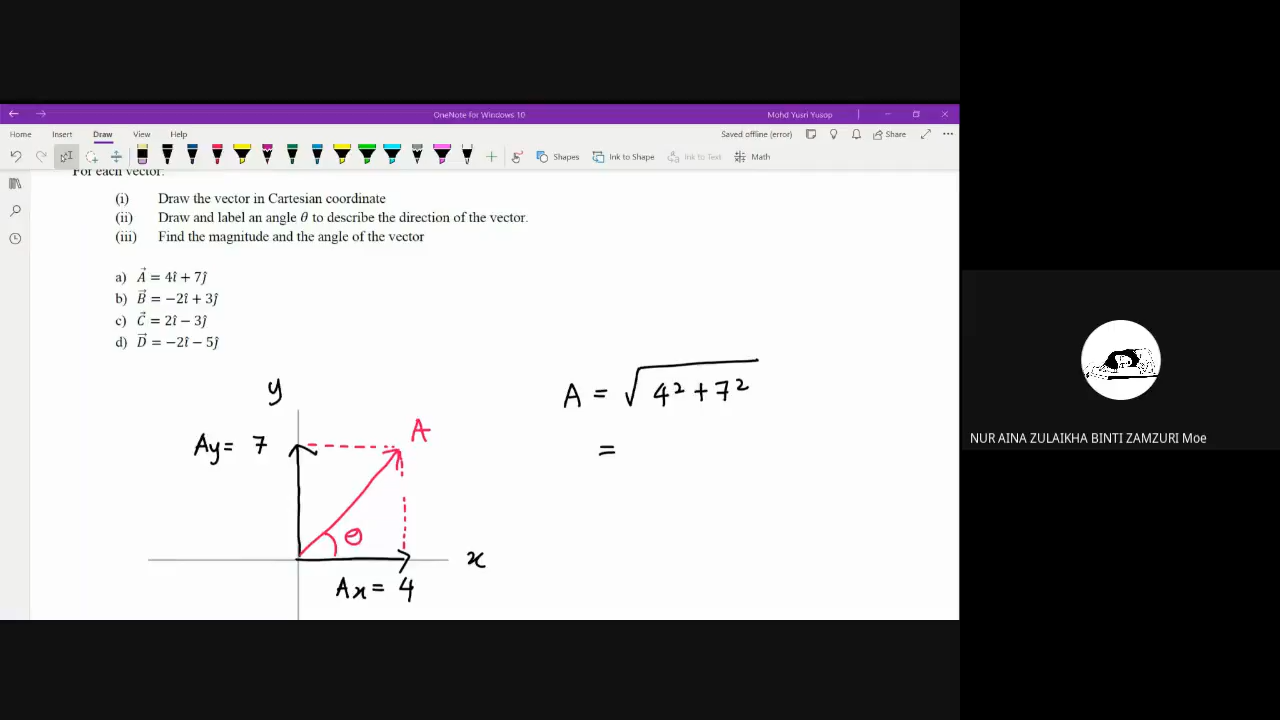 OneNote for Windows 10
Mohd Yusri Yusop
Home Insert Draw View Help
Saved offline (error)
Share
Shapes
Ink to Shape
Ink to Text
Math
For each vector:
(i) Draw the vector in Cartesian coordinate
(ii) Draw and label an angle θ to describe the direction of the vector.
(iii) Find the magnitude and the angle of the vector
a) A⃗ = 4î + 7ĵ
b) B⃗ = −2î + 3ĵ
c) C⃗ = 2î − 3ĵ
d) D⃗ = −2î − 5ĵ
y
A = √(4² + 7²)
=
A
Ay = 7
θ
x
Ax = 4
NUR AINA ZULAIKHA BINTI ZAMZURI Moe